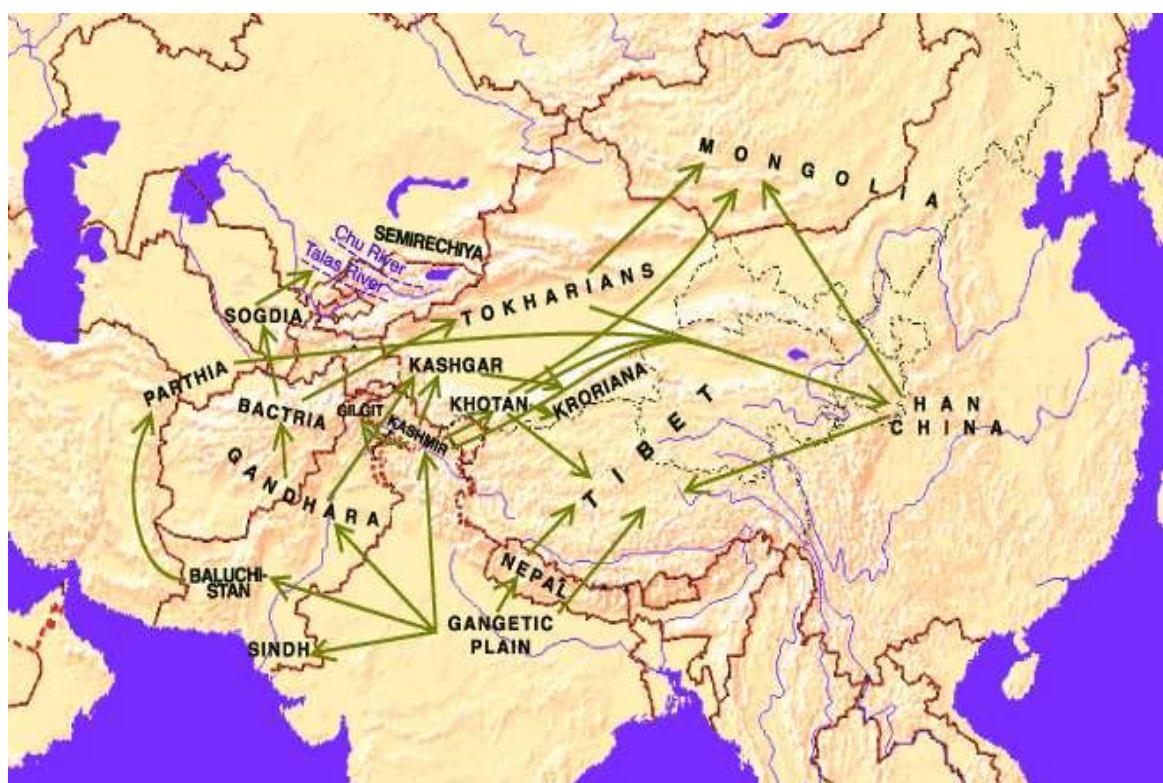 MONGOLIA
SEMIRECHIYA
Chu River
Talas River
TOKHARIANS
SOGDIA
KASHGAR
PARTHIA
KRORIANA
BACTRIA
GILGIT
KHOTAN
KASHMIR
TIBET
HAN
CHINA
GANDHARA
NEPAL
BALUCHI-
STAN
GANGETIC
PLAIN
SINDH